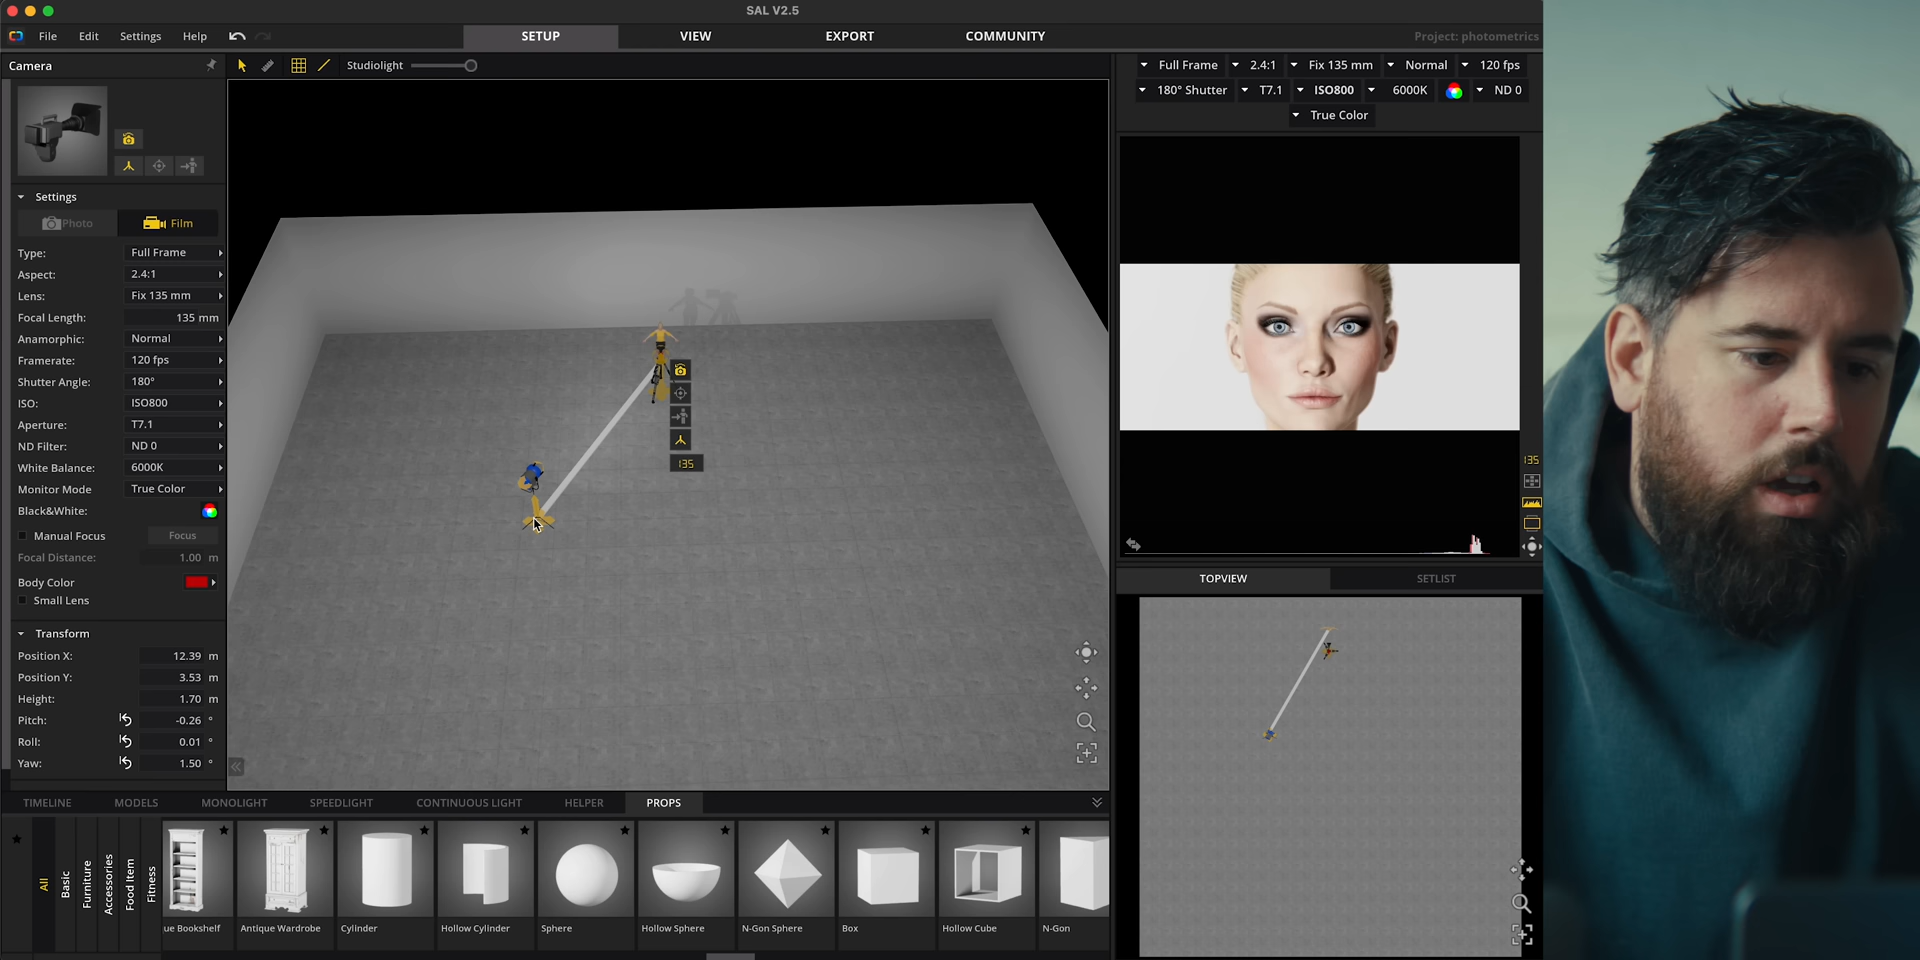 SAL V2.5
File Edit Settings Help
SETUP VIEW EXPORT COMMUNITY
Project: photometrics
Camera
Studiolight
Full Frame 2.4:1 Fix 135 mm Normal 120 fps
180° Shutter T7.1 ISO800 6000K ND 0
True Color
Settings
Photo Film
Type: Full Frame
Aspect: 2.4:1
Lens: Fix 135 mm
Focal Length: 135 mm
Anamorphic: Normal
Framerate: 120 fps
Shutter Angle: 180°
ISO: ISO800
Aperture: T7.1
ND Filter: ND 0
White Balance: 6000K
Monitor Mode True Color
Black&White:
Manual Focus Focus
Focal Distance: 1.00 m
Body Color
Small Lens
Transform
Position X: 12.39 m
Position Y: 3.53 m
Height: 1.70 m
Pitch: -0.26 °
Roll: 0.01 °
Yaw: 1.50 °
135
135
TOPVIEW SETLIST
TIMELINE MODELS MONOLIGHT SPEEDLIGHT CONTINUOUS LIGHT HELPER PROPS
All
Basic
Furniture
Accessories
Food Item
Fitness
ue Bookshelf Antique Wardrobe Cylinder Hollow Cylinder Sphere Hollow Sphere N-Gon Sphere Box Hollow Cube N-Gon